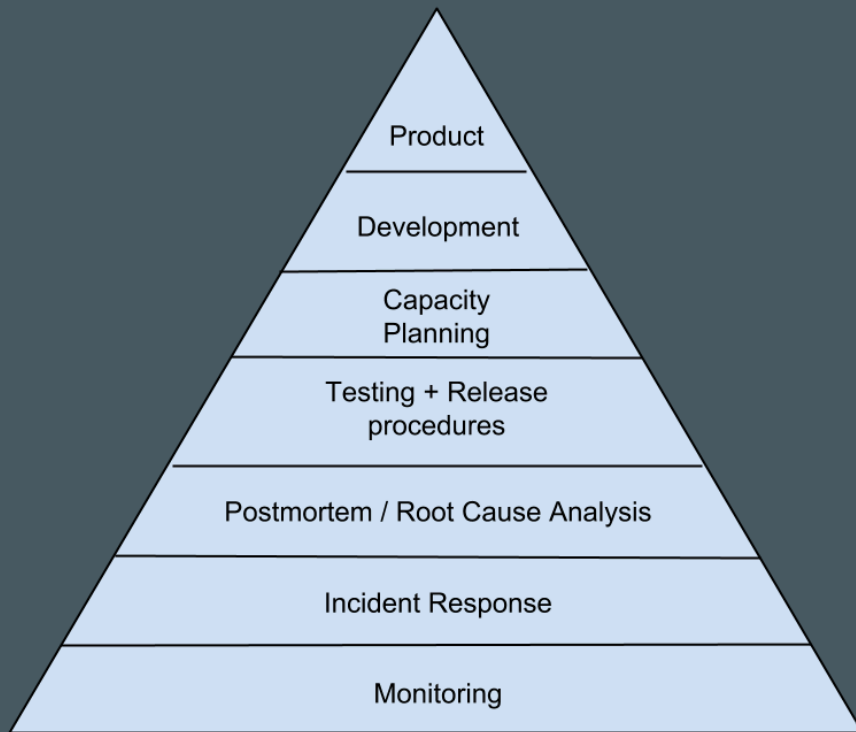 Product
Development
Capacity
Planning
Testing + Release
procedures
Postmortem / Root Cause Analysis
Incident Response
Monitoring